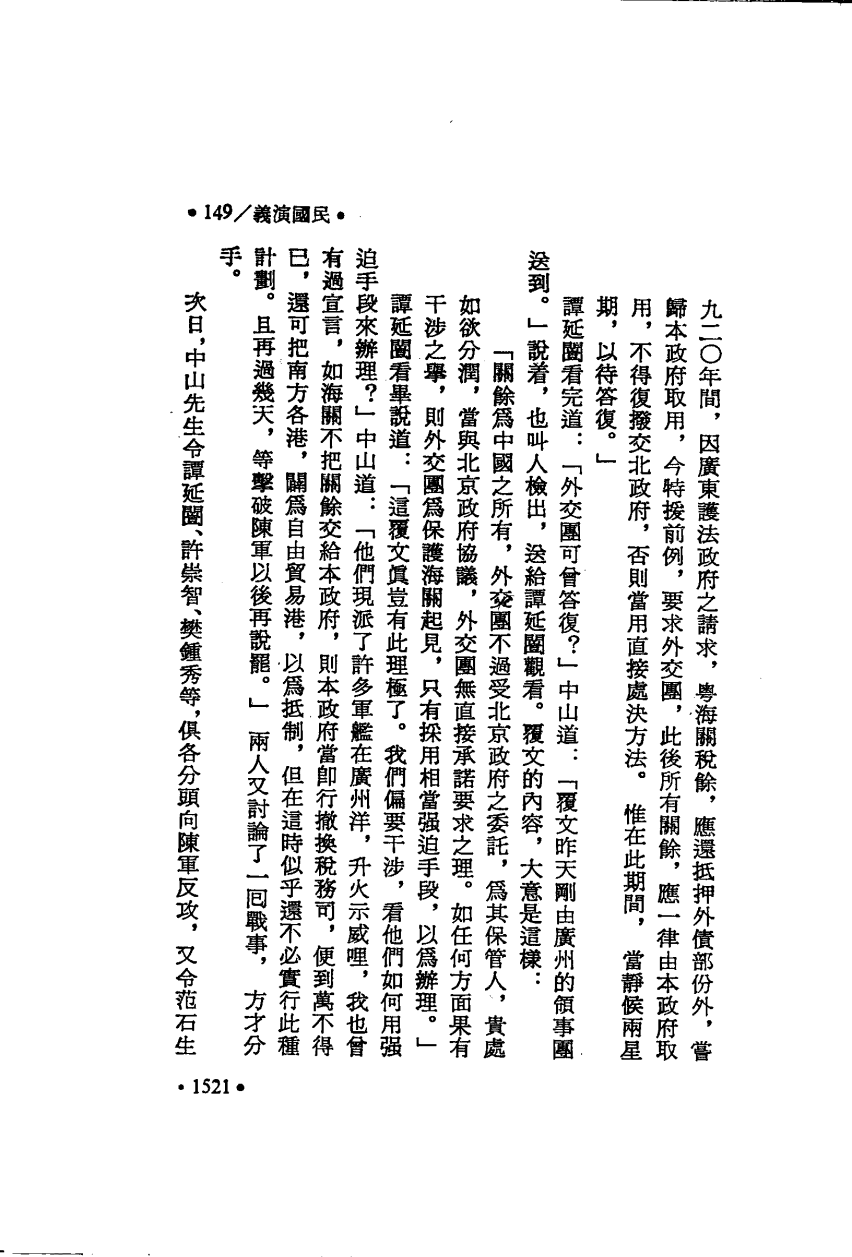 •149／義演國民•
九二〇年間，因廣東護法政府之請求，粵海關稅餘，應還抵押外債部份外，嘗
歸本政府取用，今特援前例，要求外交團，此後所有關餘，應一律由本政府取
用，不得復撥交北政府，否則當用直接處決方法。惟在此期間，當靜候兩星
期，以待答復。」
譚延闓看完道：「外交團可曾答復？」中山道：「覆文昨天剛由廣州的領事團
送到。」說着，也叫人檢出，送給譚延闓觀看。覆文的內容，大意是這樣：
「關餘爲中國之所有，外交團不過受北京政府之委託，爲其保管人，貴處
如欲分潤，當與北京政府協議，外交團無直接承諾要求之理。如任何方面果有
干涉之舉，則外交團爲保護海關起見，只有採用相當强迫手段，以爲辦理。」
譚延闓看畢說道：「這覆文眞豈有此理極了。我們偏要干涉，看他們如何用强
迫手段來辦理？」中山道：「他們現派了許多軍艦在廣州洋，升火示威哩，我也曾
有過宣言，如海關不把關餘交給本政府，則本政府當卽行撤換稅務司，便到萬不得
已，還可把南方各港，闢爲自由貿易港，以爲抵制，但在這時似乎還不必實行此種
計劃。且再過幾天，等擊破陳軍以後再說罷。」兩人又討論了一囘戰事，方才分
手。
次日，中山先生令譚延闓、許崇智、樊鍾秀等，俱各分頭向陳軍反攻，又令范石生
•1521•